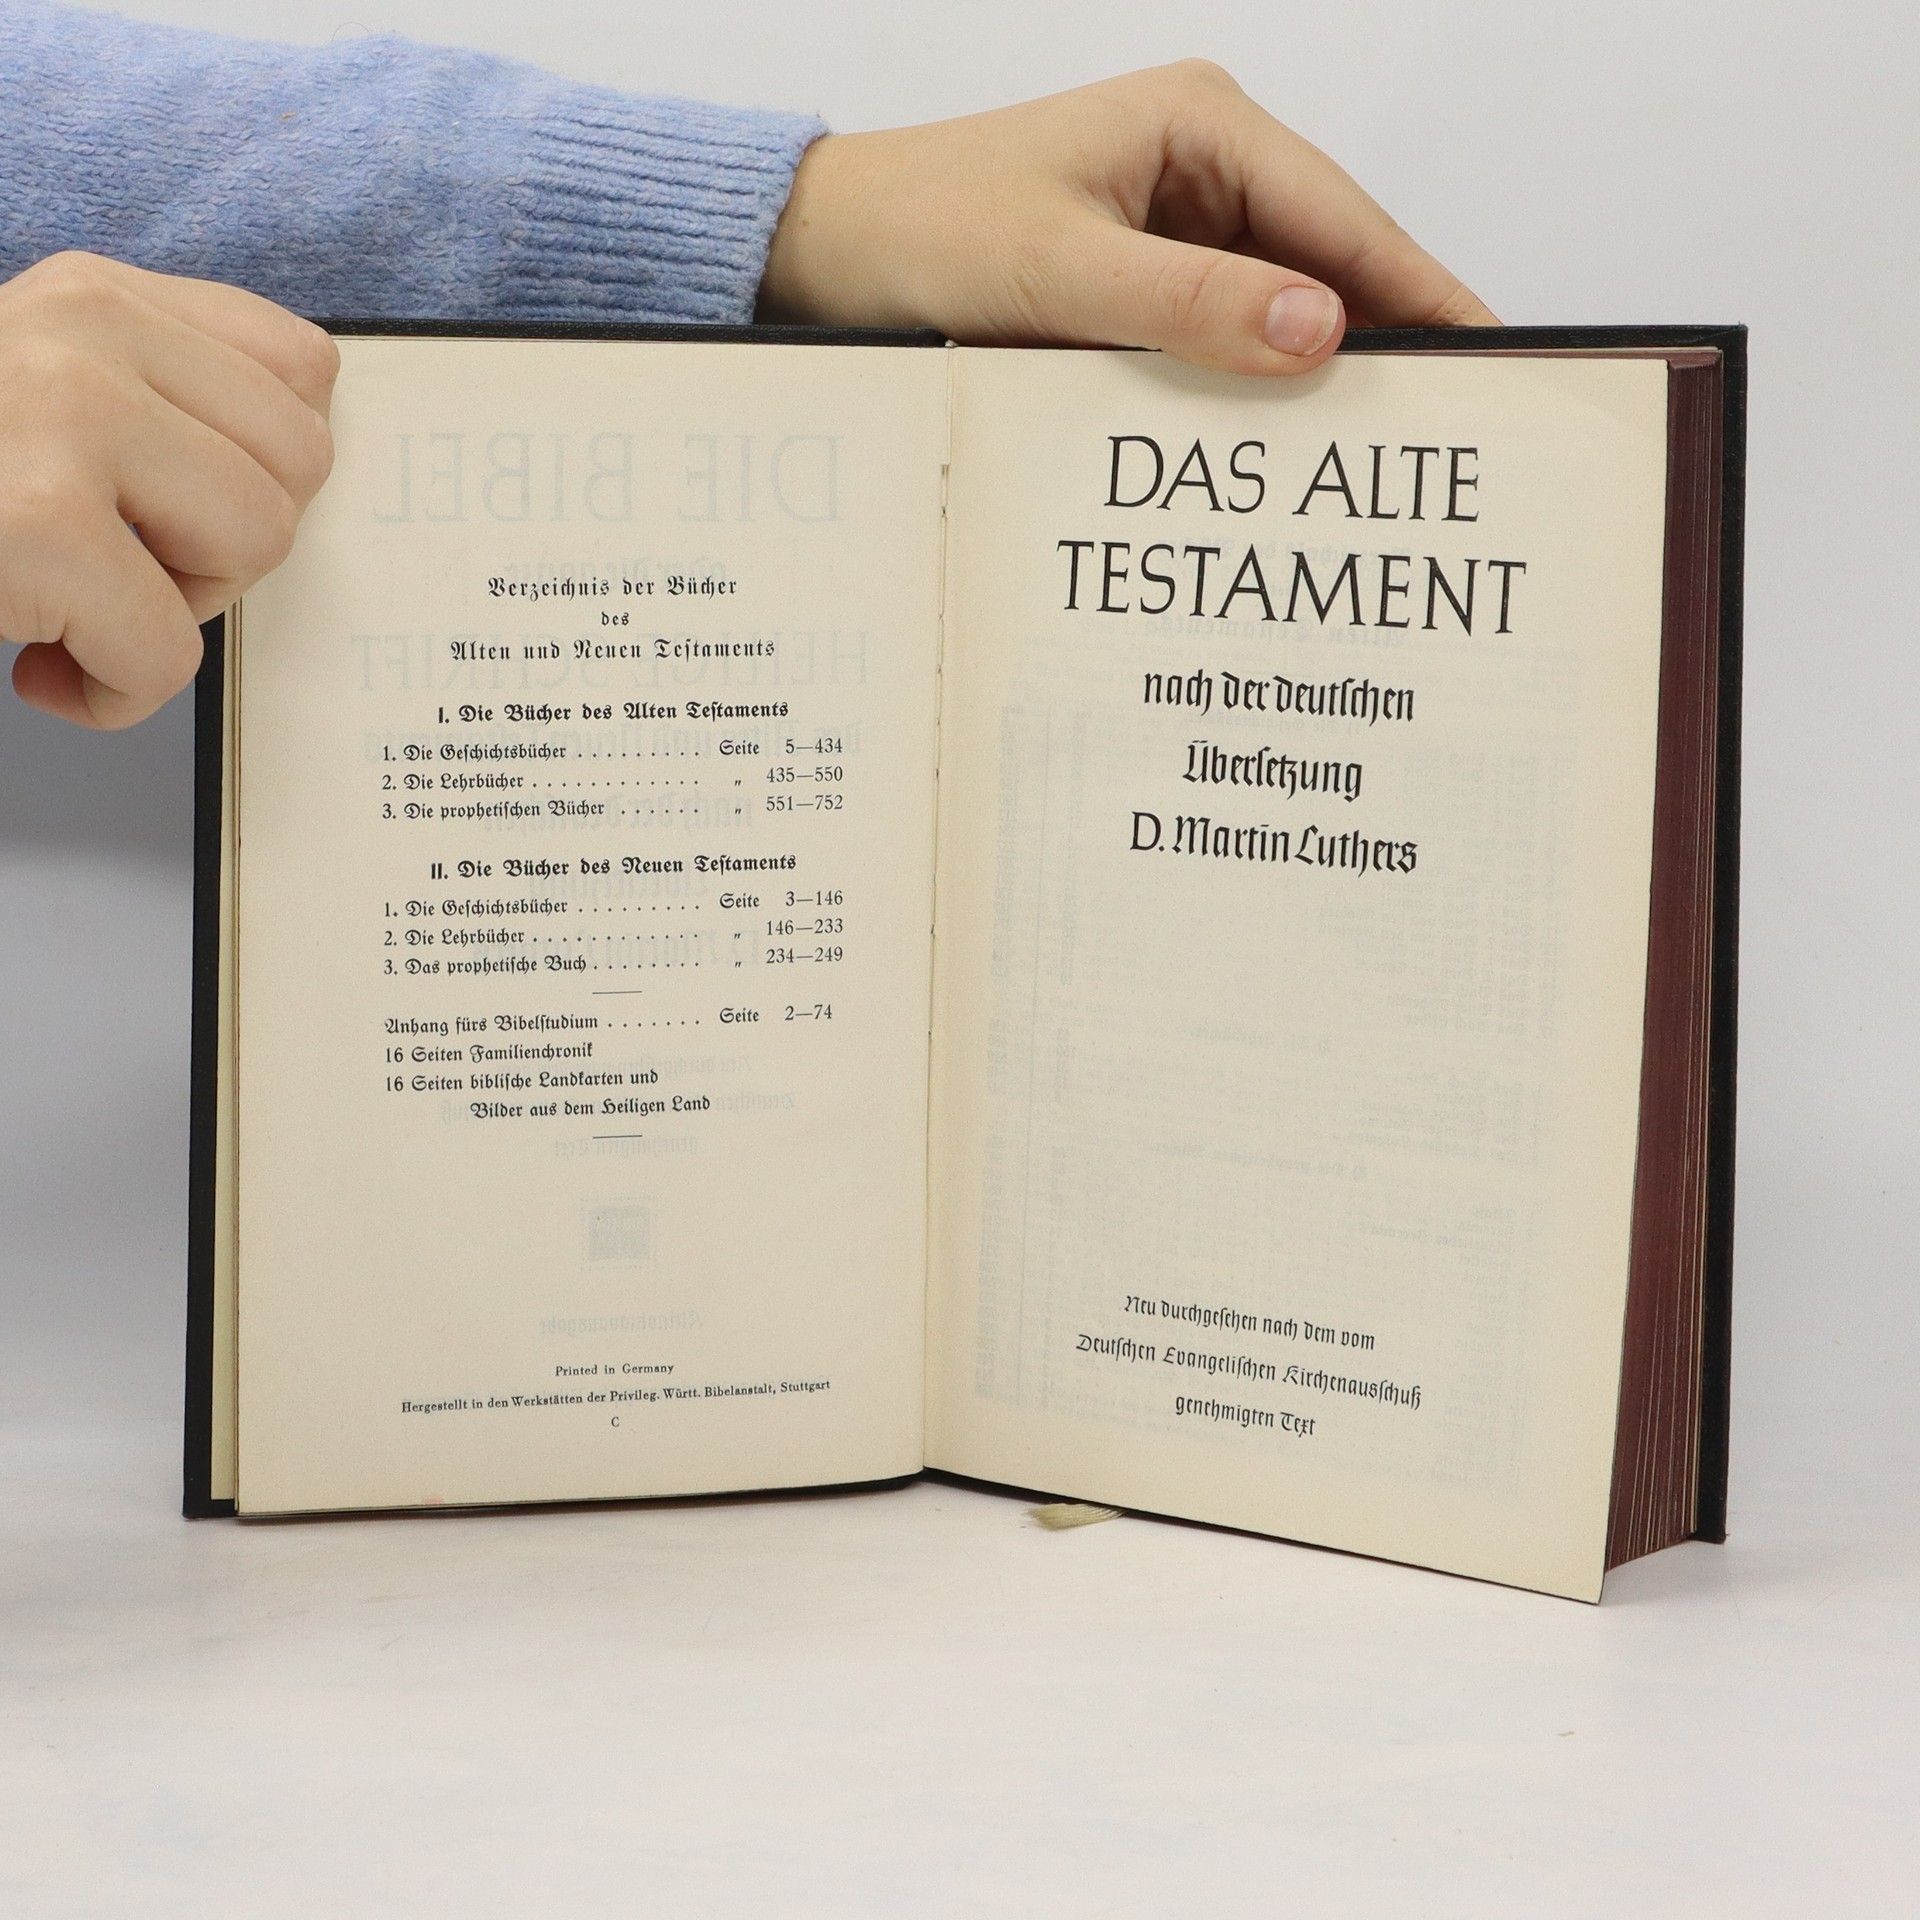 Verzeichnis der Bücher
des
Alten und Neuen Testaments
I. Die Bücher des Alten Testaments
1. Die Geschichtsbücher . . . . . . . . . Seite 5—434
2. Die Lehrbücher . . . . . . . . . . . . „ 435—550
3. Die prophetischen Bücher . . . . . . „ 551—752
II. Die Bücher des Neuen Testaments
1. Die Geschichtsbücher . . . . . . . . . Seite 3—146
2. Die Lehrbücher . . . . . . . . . . . . „ 146—233
3. Das prophetische Buch . . . . . . . . „ 234—249
Anhang fürs Bibelstudium . . . . . . . Seite 2—74
16 Seiten Familienchronik
16 Seiten biblische Landkarten und
Bilder aus dem Heiligen Land
Printed in Germany
Hergestellt in den Werkstätten der Privileg. Württ. Bibelanstalt, Stuttgart
C
DAS ALTE
TESTAMENT
nach der deutschen
Übersetzung
D. Martin Luthers
Neu durchgesehen nach dem vom
Deutschen Evangelischen Kirchenausschuß
genehmigten Text